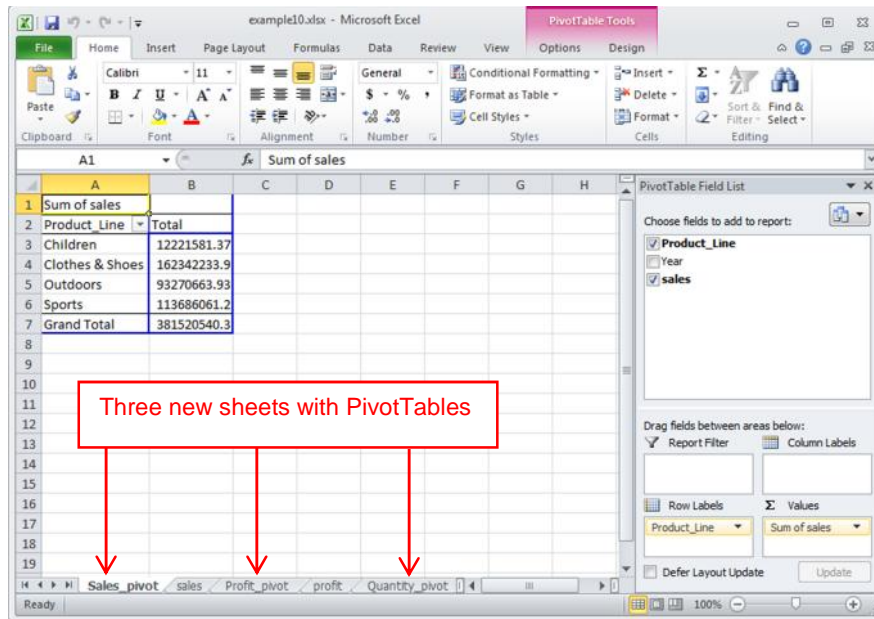 example10.xlsx - Microsoft Excel
PivotTable Tools
File Home Insert Page Layout Formulas Data Review View Options Design
Calibri 11
General
Conditional Formatting
Insert
Σ
B I U A A
$ % ,
Format as Table
Delete
Paste
Cell Styles
Format
Sort & Filter
Find & Select
Clipboard Font Alignment Number Styles Cells Editing
A1 fx Sum of sales
A B C D E F G H
1 Sum of sales
2 Product_Line Total
3 Children 12221581.37
4 Clothes & Shoes 162342233.9
5 Outdoors 93270663.93
6 Sports 113686061.2
7 Grand Total 381520540.3
8
9
10
11
12
13
14
15
16
17
18
19
Three new sheets with PivotTables
PivotTable Field List
Choose fields to add to report:
Product_Line
Year
sales
Drag fields between areas below:
Report Filter Column Labels
Row Labels Σ Values
Product_Line Sum of sales
Defer Layout Update Update
Sales_pivot sales Profit_pivot profit Quantity_pivot
Ready 100%